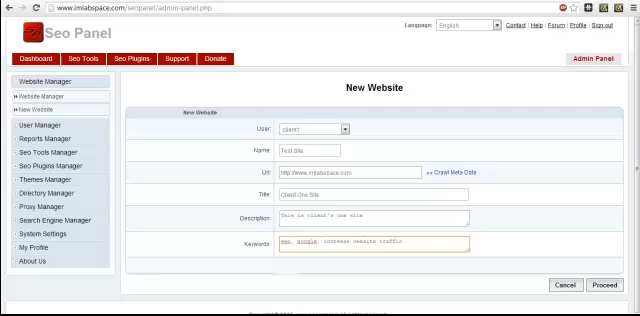 www.imlabspace.com/seopanel/admin-panel.php
Language: English Contact | Help | Forum | Profile | Sign out
Seo Panel
Dashboard Seo Tools Seo Plugins Support Donate Admin Panel
Website Manager
Website Manager
New Website
User Manager
Reports Manager
Seo Tools Manager
Seo Plugins Manager
Themes Manager
Directory Manager
Proxy Manager
Search Engine Manager
System Settings
My Profile
About Us
New Website
New Website
User: client1
Name: Test Site
Url: http://www.imlabspace.com Crawl Meta Data
Title: Client One Site
Description: This is client's one site
Keywords: seo, google, increase website traffic
Cancel Proceed